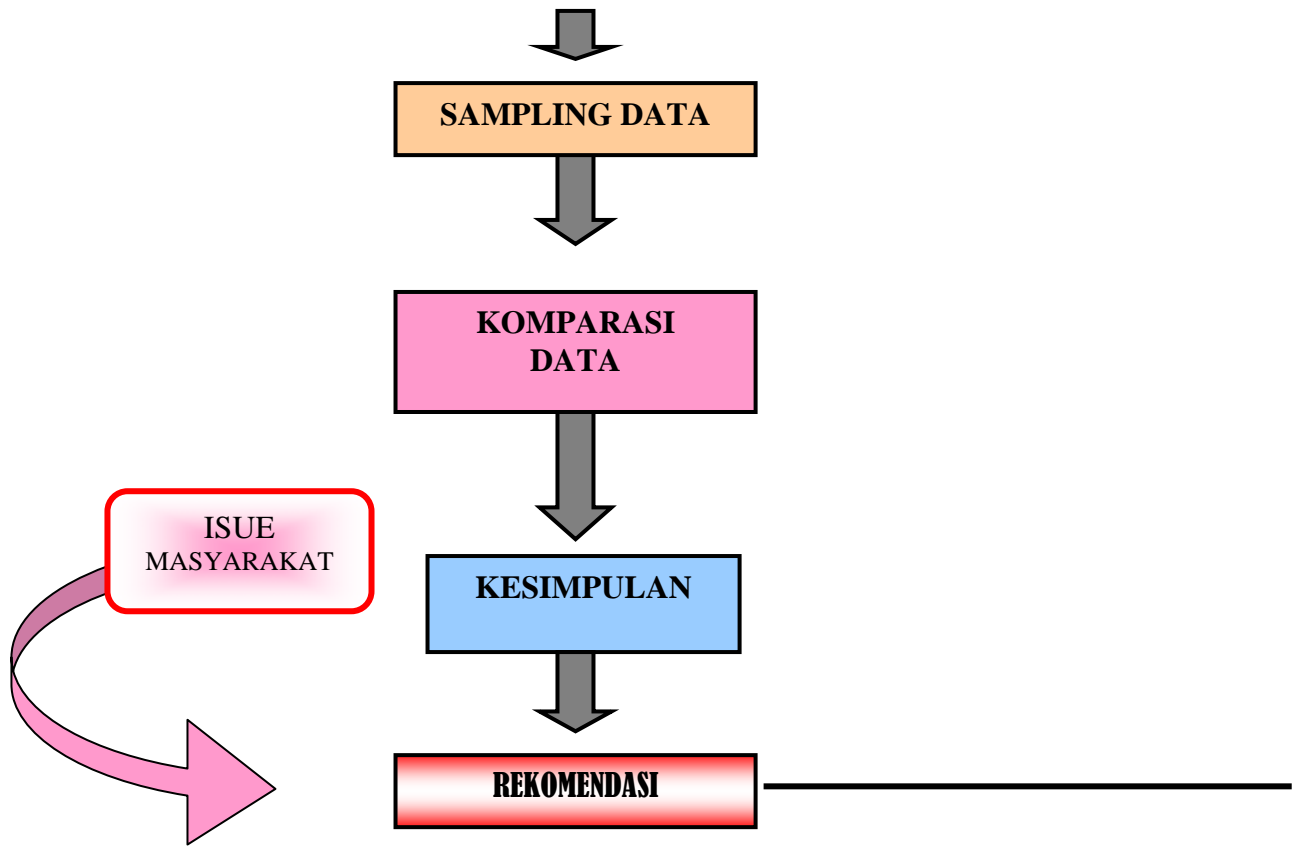 SAMPLING DATA
KOMPARASI
DATA
ISUE
MASYARAKAT
KESIMPULAN
REKOMENDASI